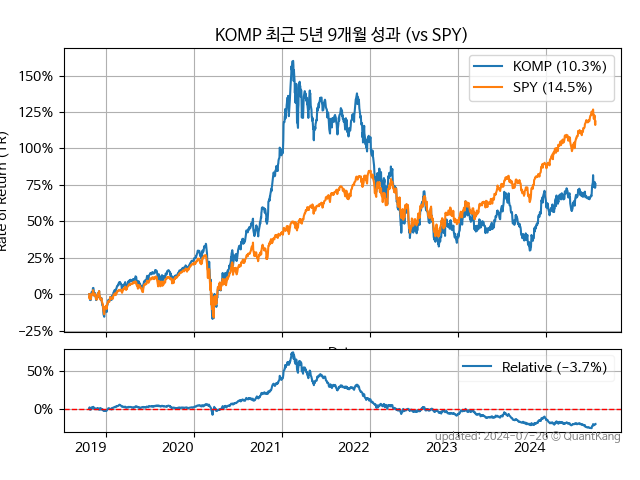 KOMP 최근 5년 9개월 성과 (vs SPY)
KOMP (10.3%)
SPY (14.5%)
150%
125%
100%
75%
50%
25%
0%
−25%
Rate of Return (TR)
50%
0%
Relative (−3.7%)
2019 2020 2021 2022 2023 2024
updated: 2024-07-26 © QuantKang